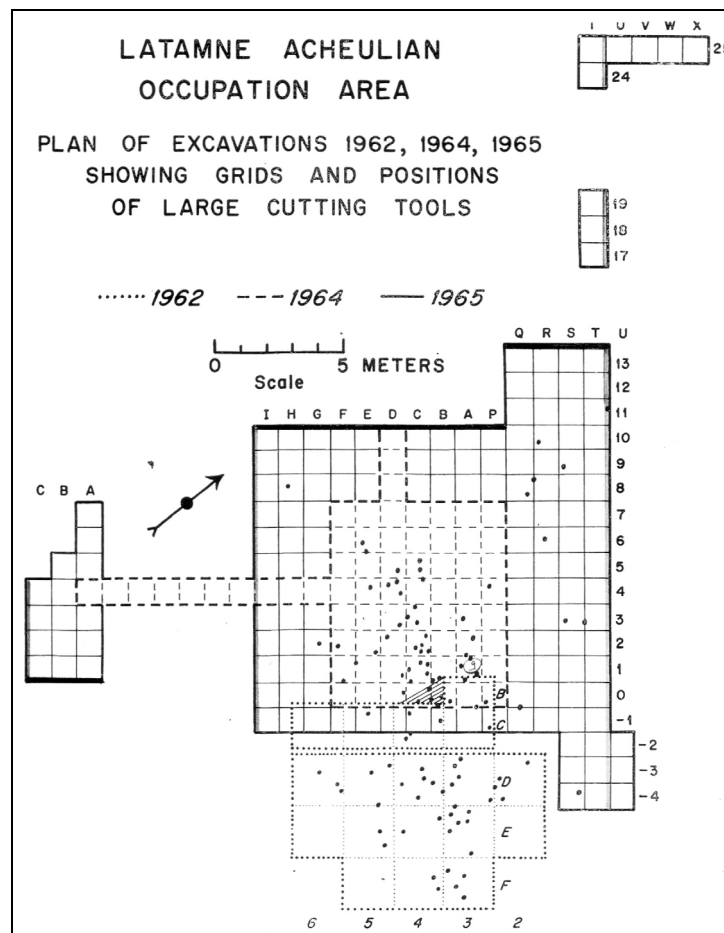 LATAMNE ACHEULIAN
OCCUPATION AREA
PLAN OF EXCAVATIONS 1962, 1964, 1965
SHOWING GRIDS AND POSITIONS
OF LARGE CUTTING TOOLS
1962 1964 1965
0 5 METERS
Scale
U V W X
25
24
19
18
17
Q R S T U
13
12
11
10
9
8
7
6
5
4
3
2
1
0
-1
-2
-3
-4
I H G F E D C B A P
C B A
B
C
D
E
F
6 5 4 3 2